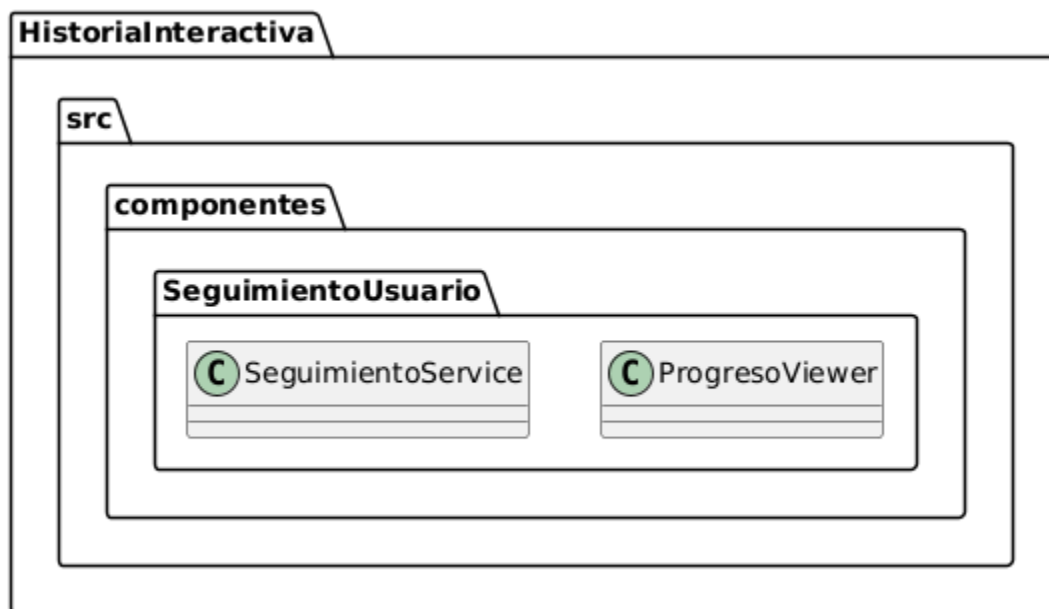 HistoriaInteractiva
src
componentes
SeguimientoUsuario
C SeguimientoService
C ProgresoViewer